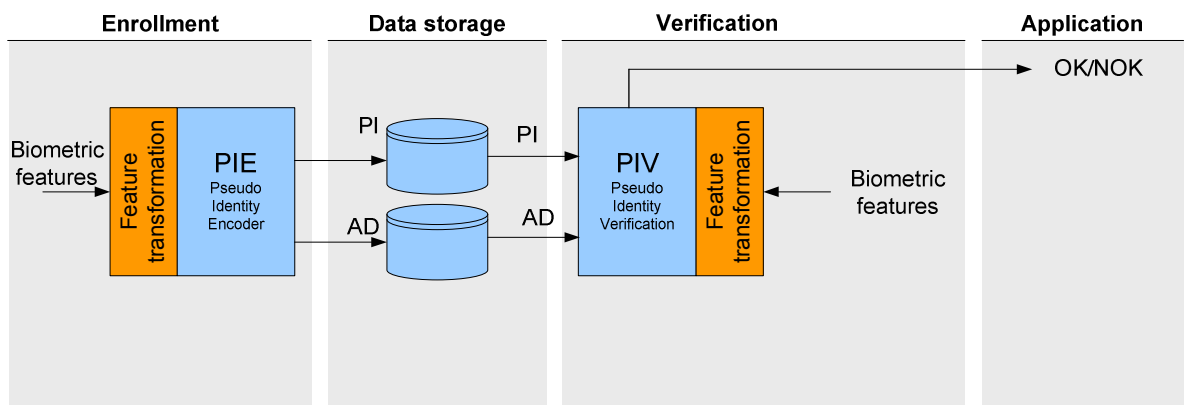 Enrollment
Data storage
Verification
Application
Biometric
features
Feature
transformation
PIE
Pseudo
Identity
Encoder
PI
AD
PI
AD
PIV
Pseudo
Identity
Verification
Feature
transformation
Biometric
features
OK/NOK